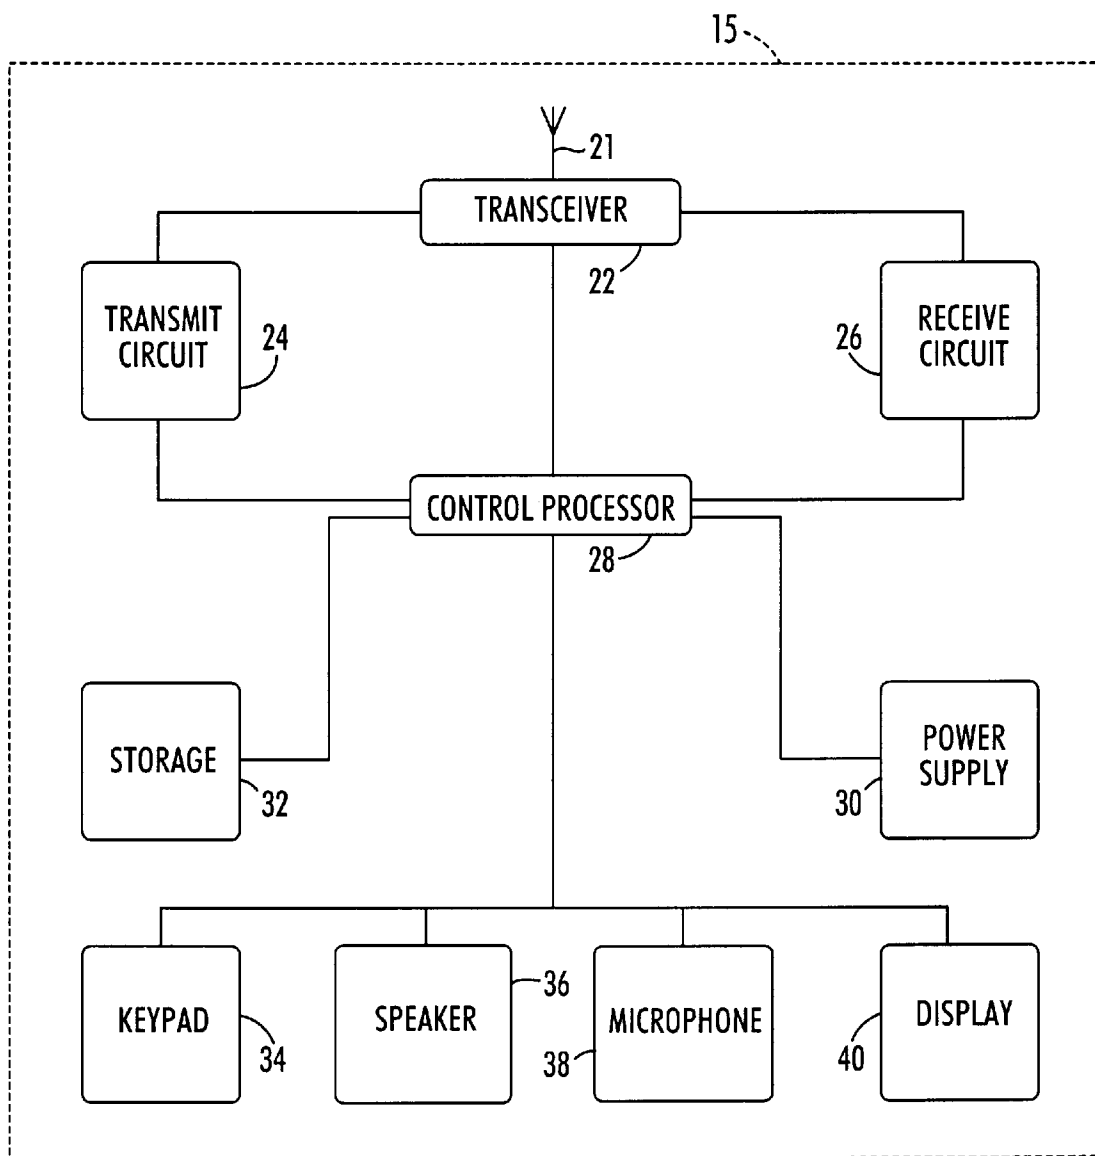 15
21
TRANSCEIVER
22
TRANSMIT
CIRCUIT
24
RECEIVE
CIRCUIT
26
CONTROL PROCESSOR
28
STORAGE
32
POWER
SUPPLY
30
KEYPAD
34
SPEAKER
36
MICROPHONE
38
DISPLAY
40